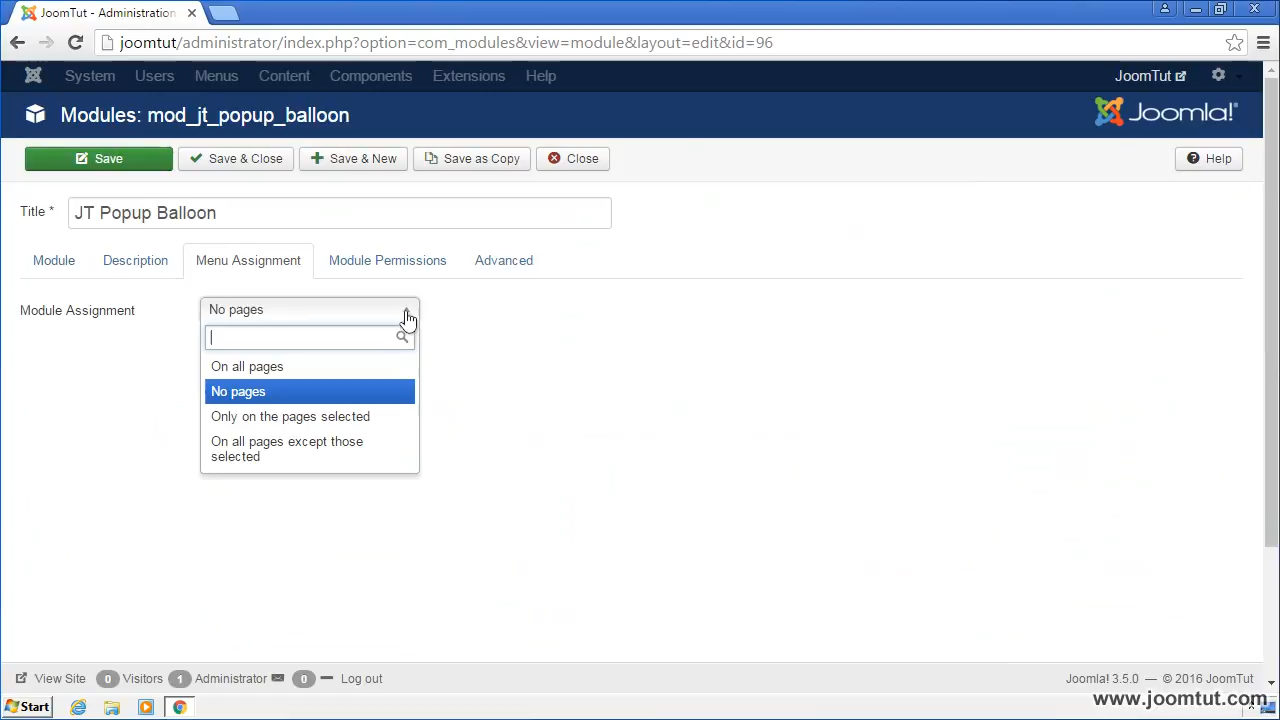 JoomTut - Administration
joomtut/administrator/index.php?option=com_modules&view=module&layout=edit&id=96
System Users Menus Content Components Extensions Help JoomTut
Modules: mod_jt_popup_balloon Joomla!
Save Save & Close Save & New Save as Copy Close Help
Title * JT Popup Balloon
Module Description Menu Assignment Module Permissions Advanced
Module Assignment No pages
On all pages
No pages
Only on the pages selected
On all pages except those
selected
View Site 0 Visitors 1 Administrator 0 Log out Joomla! 3.5.0 — © 2016 JoomTut
www.joomtut.com
Start